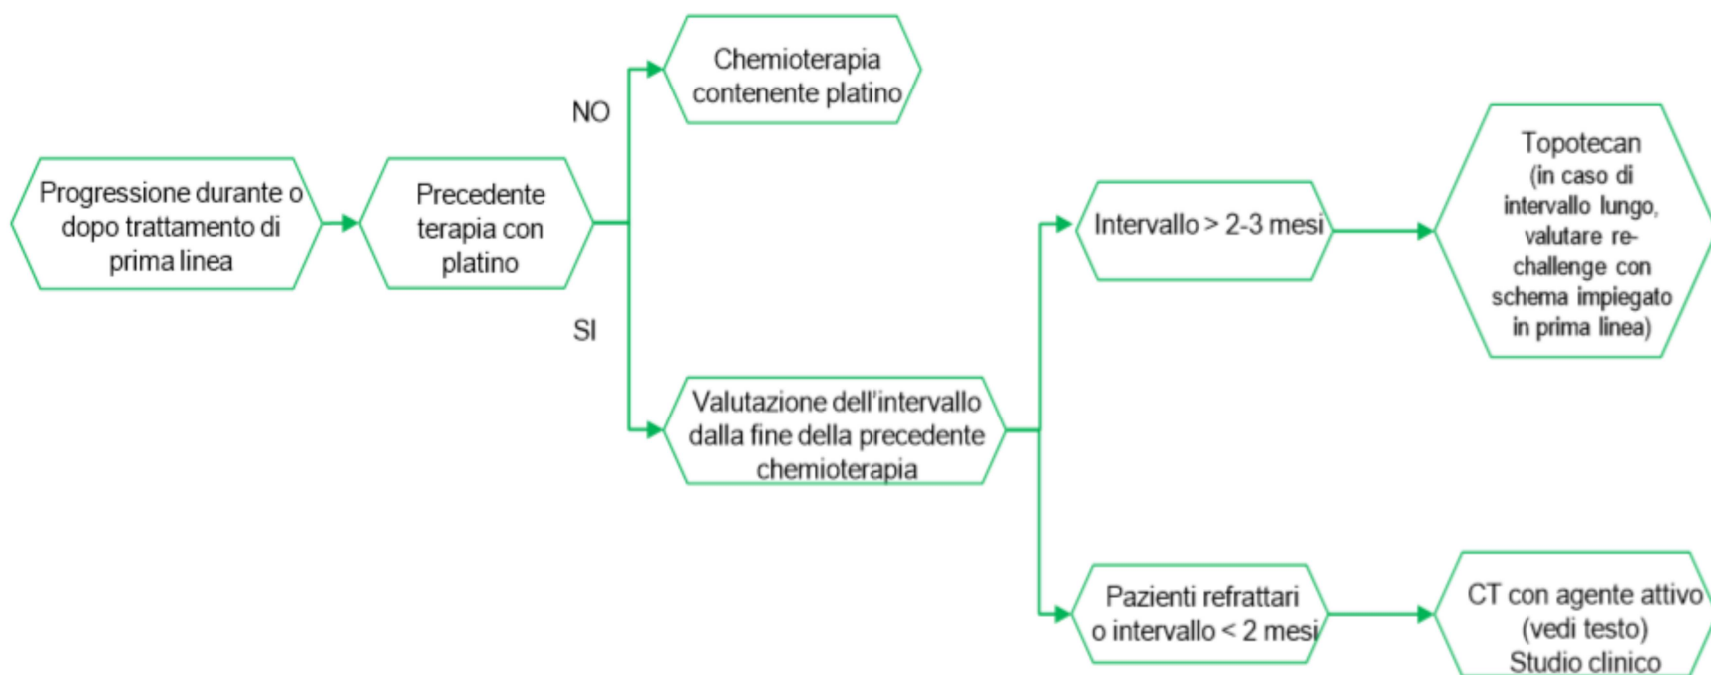 Progressione durante o
dopo trattamento di
prima linea
Precedente
terapia con
platino
NO
Chemioterapia
contenente platino
SI
Valutazione dell'intervallo
dalla fine della precedente
chemioterapia
Intervallo > 2-3 mesi
Topotecan
(in caso di
intervallo lungo,
valutare re-
challenge con
schema impiegato
in prima linea)
Pazienti refrattari
o intervallo < 2 mesi
CT con agente attivo
(vedi testo)
Studio clinico